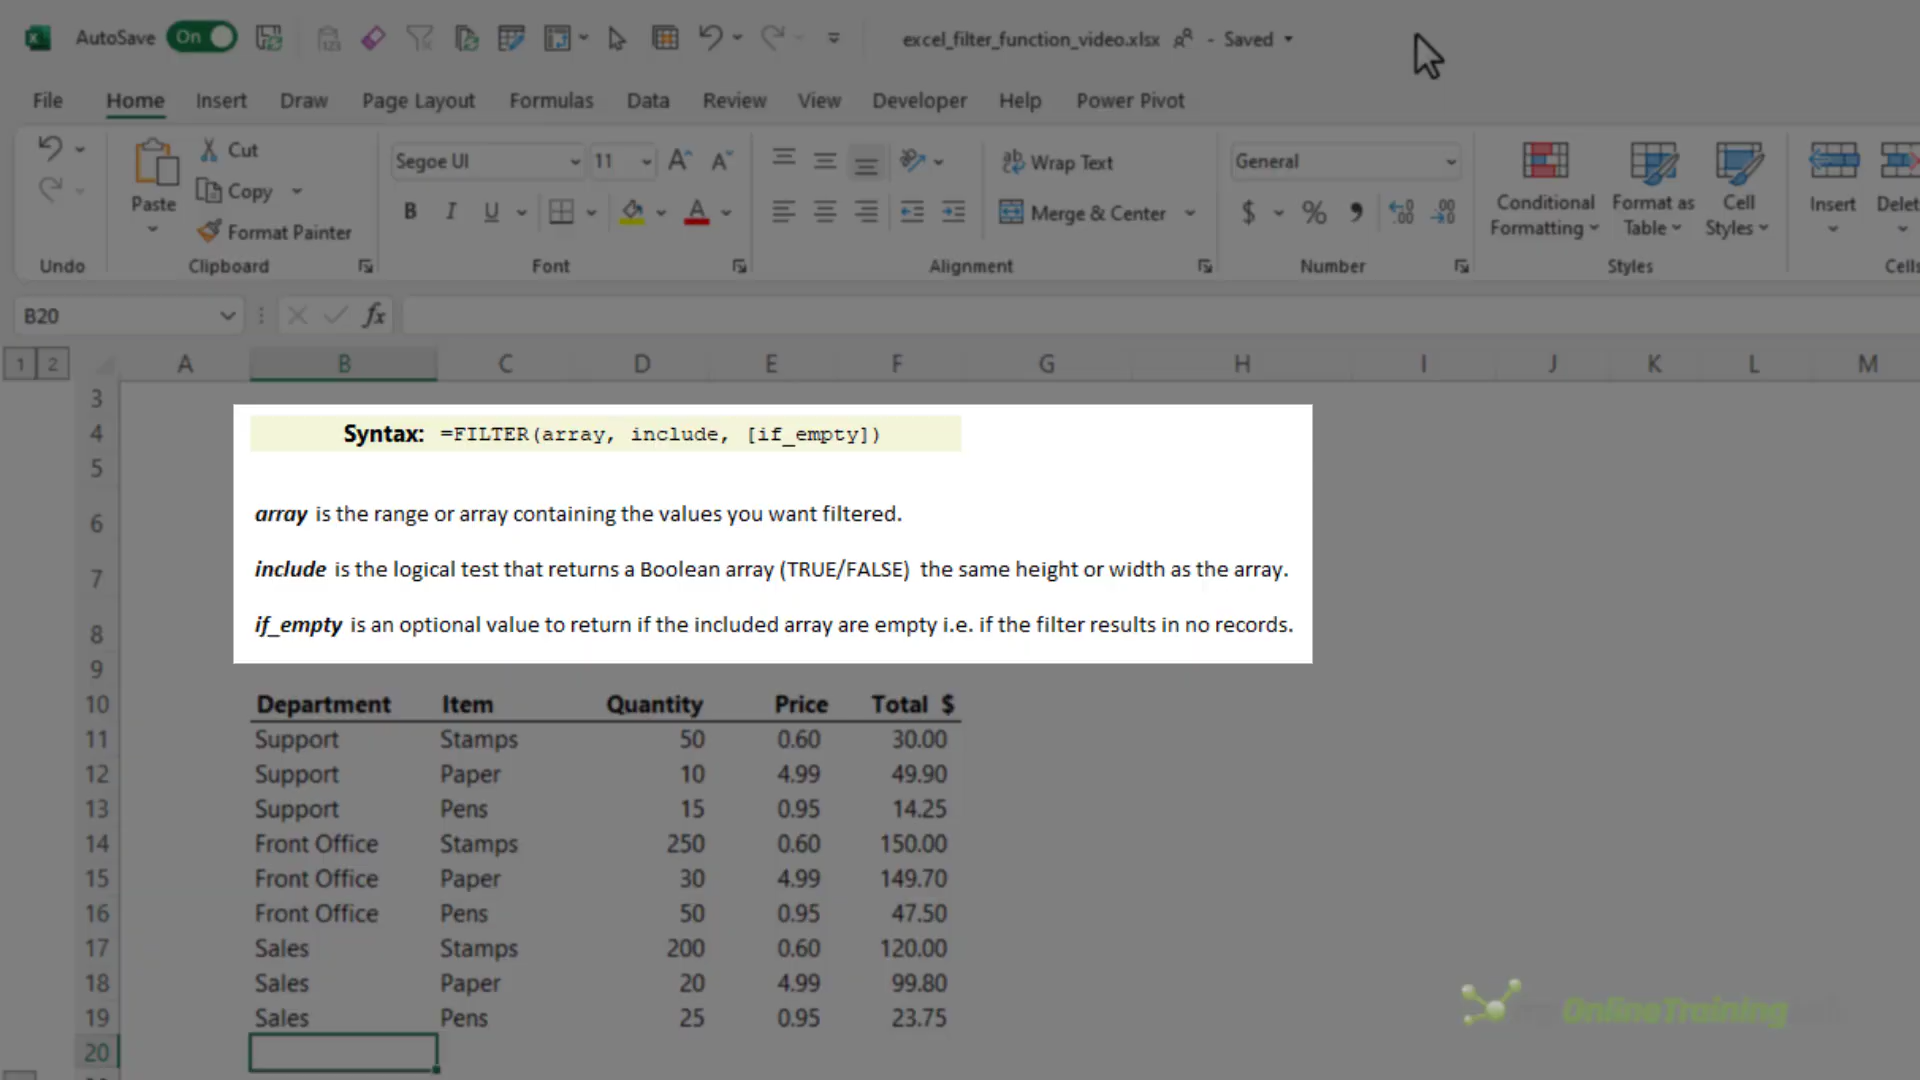 AutoSave On excel_filter_function_video.xlsx - Saved
File Home Insert Draw Page Layout Formulas Data Review View Developer Help Power Pivot
Cut
Copy
Paste
Format Painter
Undo Clipboard
Segoe UI 11
B I U A
Font
Wrap Text
Merge & Center
Alignment
General
$ % 9
Number
Conditional Formatting
Format as Table
Cell Styles
Styles
Insert
Delet
Cells
B20 fx
1 2 A B C D E F G H I J K L M
3
4 Syntax: =FILTER(array, include, [if_empty])
5
6 array is the range or array containing the values you want filtered.
7 include is the logical test that returns a Boolean array (TRUE/FALSE) the same height or width as the array.
8 if_empty is an optional value to return if the included array are empty i.e. if the filter results in no records.
9
10 Department Item Quantity Price Total $
11 Support Stamps 50 0.60 30.00
12 Support Paper 10 4.99 49.90
13 Support Pens 15 0.95 14.25
14 Front Office Stamps 250 0.60 150.00
15 Front Office Paper 30 4.99 149.70
16 Front Office Pens 50 0.95 47.50
17 Sales Stamps 200 0.60 120.00
18 Sales Paper 20 4.99 99.80
19 Sales Pens 25 0.95 23.75
20
OnlineTraining